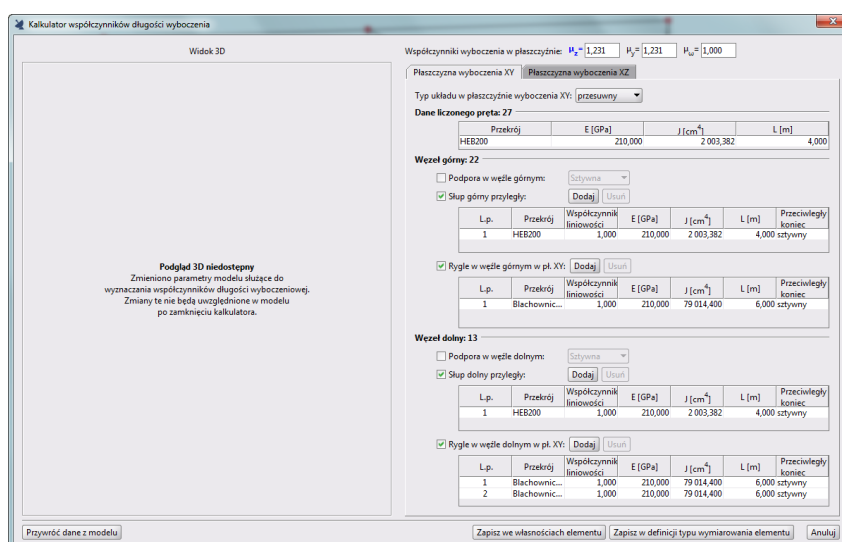 Kalkulator współczynników długości wyboczenia
Widok 3D
Współczynniki wyboczenia w płaszczyźnie: μz= 1,231 μy= 1,231 μω= 1,000
Płaszczyzna wyboczenia XY Płaszczyzna wyboczenia XZ
Typ układu w płaszczyźnie wyboczenia XY: przesuwny
Dane liczonego pręta: 27
Przekrój E [GPa] J [cm4] L [m]
HEB200 210,000 2 003,382 4,000
Węzeł górny: 22
Podpora w węźle górnym: Sztywna
Słup górny przyległy: Dodaj Usuń
L.p. Przekrój Współczynnik liniowości E [GPa] J [cm4] L [m] Przeciwległy koniec
1 HEB200 1,000 210,000 2 003,382 4,000 sztywny
Rygle w węźle górnym w pł. XY: Dodaj Usuń
L.p. Przekrój Współczynnik liniowości E [GPa] J [cm4] L [m] Przeciwległy koniec
1 Blachownic... 1,000 210,000 79 014,400 6,000 sztywny
Podgląd 3D niedostępny
Zmieniono parametry modelu służące do
wyznaczania współczynników długości wyboczeniowej.
Zmiany te nie będą uwzględnione w modelu
po zamknięciu kalkulatora.
Węzeł dolny: 13
Podpora w węźle dolnym: Sztywna
Słup dolny przyległy: Dodaj Usuń
L.p. Przekrój Współczynnik liniowości E [GPa] J [cm4] L [m] Przeciwległy koniec
1 HEB200 1,000 210,000 2 003,382 4,000 sztywny
Rygle w węźle dolnym w pł. XY: Dodaj Usuń
L.p. Przekrój Współczynnik liniowości E [GPa] J [cm4] L [m] Przeciwległy koniec
1 Blachownic... 1,000 210,000 79 014,400 6,000 sztywny
2 Blachownic... 1,000 210,000 79 014,400 6,000 sztywny
Przywróć dane z modelu Zapisz we własnościach elementu Zapisz w definicji typu wymiarowania elementu Anuluj